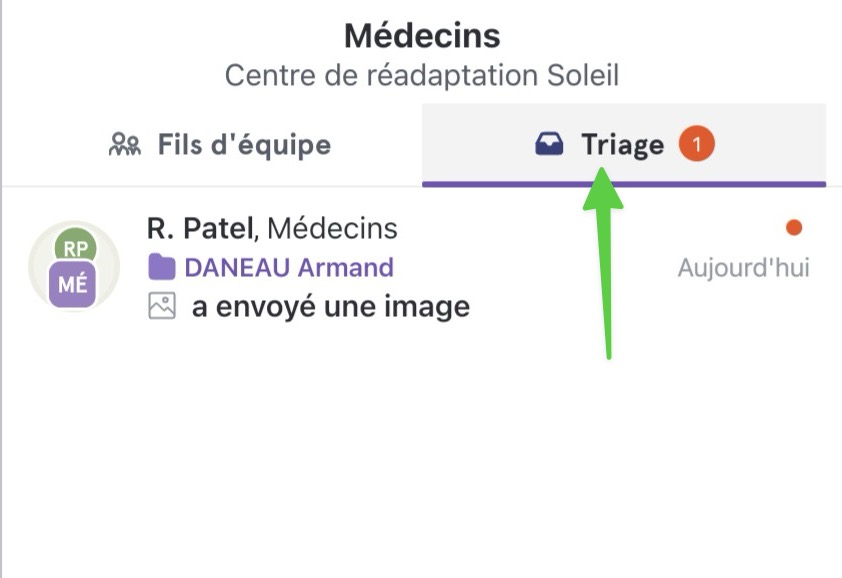 Médecins
Centre de réadaptation Soleil
Fils d'équipe
Triage 1
R. Patel, Médecins
RP
DANEAU Armand
MÉ
Aujourd'hui
a envoyé une image